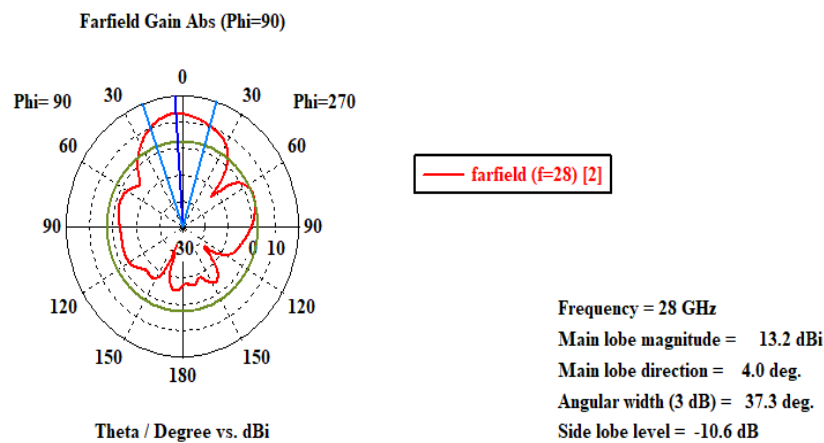 Farfield Gain Abs (Phi=90)
0
30
30
Phi= 90
Phi=270
60
60
90
-30
0
10
90
120
120
150
150
180
Theta / Degree vs. dBi
farfield (f=28) [2]
Frequency = 28 GHz
Main lobe magnitude = 13.2 dBi
Main lobe direction = 4.0 deg.
Angular width (3 dB) = 37.3 deg.
Side lobe level = -10.6 dB